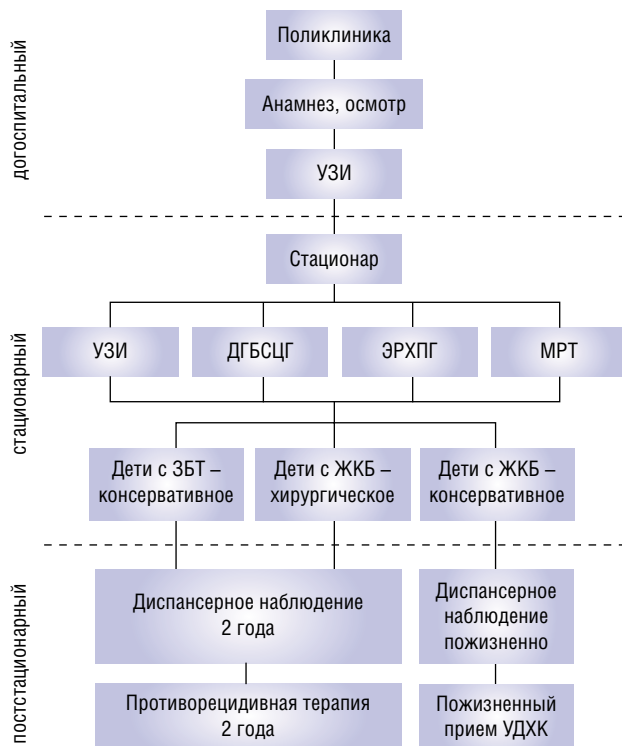 догоспитальный
Поликлиника
Анамнез, осмотр
УЗИ
стационарный
Стационар
УЗИ
ДГБСЦГ
ЭРХПГ
МРТ
Дети с ЗБТ –
консервативное
Дети с ЖКБ –
хирургическое
Дети с ЖКБ –
консервативное
постстационарный
Диспансерное наблюдение
2 года
Диспансерное
наблюдение
пожизненно
Противорецидивная терапия
2 года
Пожизненный
прием УДХК